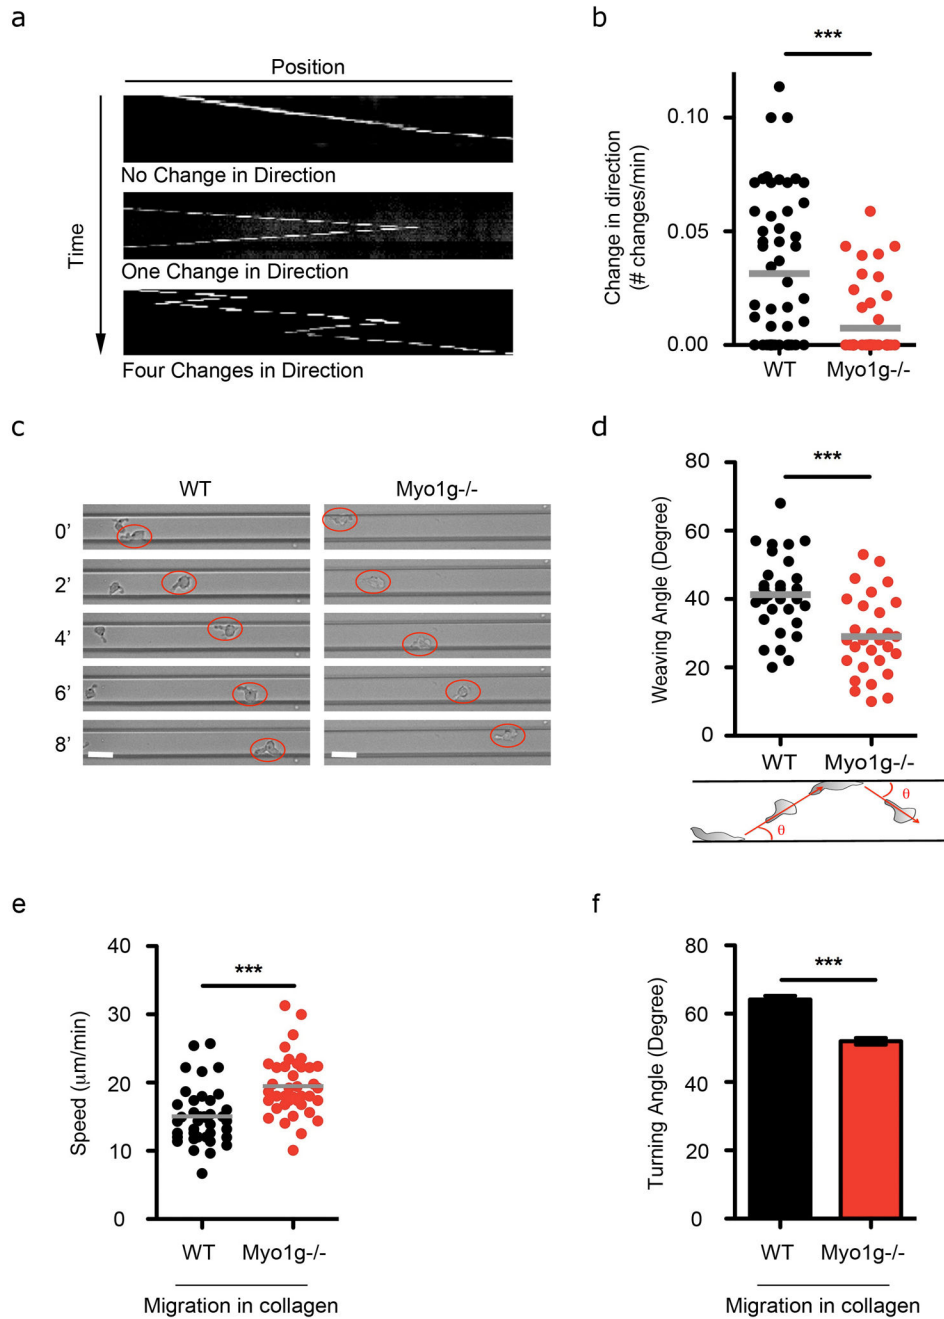 a
Position
Time
No Change in Direction
One Change in Direction
Four Changes in Direction
b
***
Change in direction
(# changes/min)
0.10
0.05
0.00
WT
Myo1g-/-
c
WT
Myo1g-/-
0’
2’
4’
6’
8’
d
***
Weaving Angle (Degree)
80
60
40
20
0
WT
Myo1g-/-
θ
θ
e
***
Speed (μm/min)
40
30
20
10
0
WT
Myo1g-/-
Migration in collagen
f
***
Turning Angle (Degree)
80
60
40
20
0
WT
Myo1g-/-
Migration in collagen